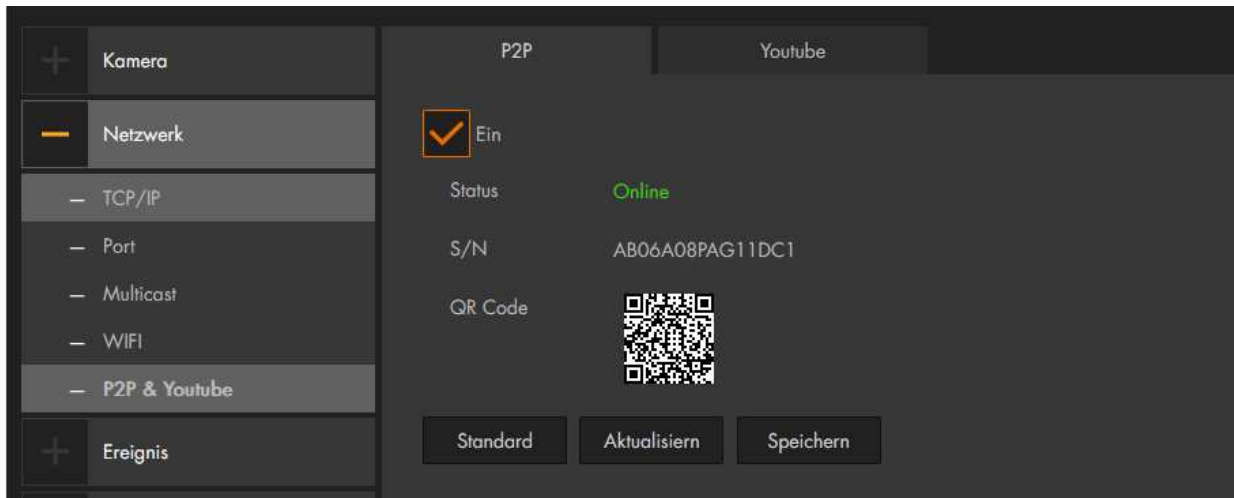 Kamera
Netzwerk
– TCP/IP
– Port
– Multicast
– WIFI
– P2P & Youtube
Ereignis
P2P Youtube
Ein
Status Online
S/N AB06A08PAG11DC1
QR Code
Standard Aktualisiern Speichern